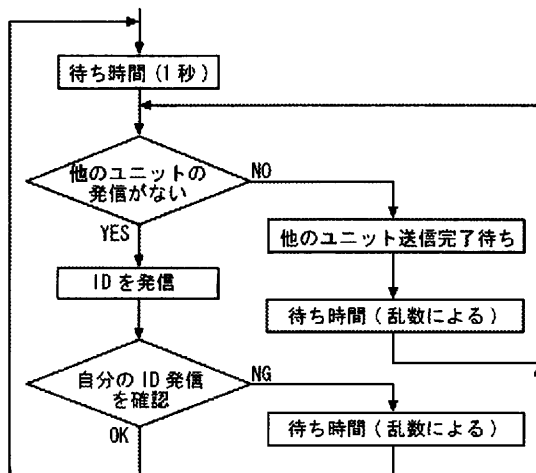 待ち時間(1秒)
他のユニットの
発信がない
NO
YES
他のユニット送信完了待ち
IDを発信
待ち時間(乱数による)
自分のID発信
を確認
NG
OK
待ち時間(乱数による)